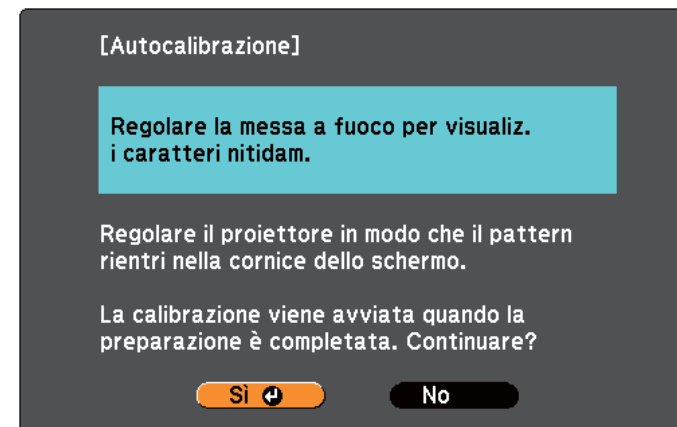 [Autocalibrazione]
Regolare la messa a fuoco per visualiz.
i caratteri nitidam.
Regolare il proiettore in modo che il pattern
rientri nella cornice dello schermo.
La calibrazione viene avviata quando la
preparazione è completata. Continuare?
Sì No